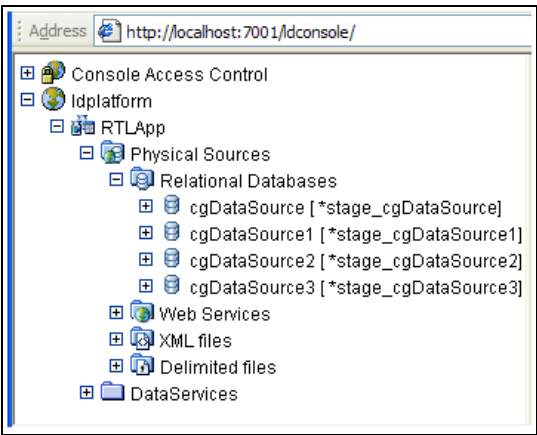 Address http://localhost:7001/ldconsole/
Console Access Control
ldplatform
RTLApp
Physical Sources
Relational Databases
cgDataSource [ *stage_cgDataSource]
cgDataSource1 [ *stage_cgDataSource1]
cgDataSource2 [ *stage_cgDataSource2]
cgDataSource3 [ *stage_cgDataSource3]
Web Services
XML files
Delimited files
DataServices